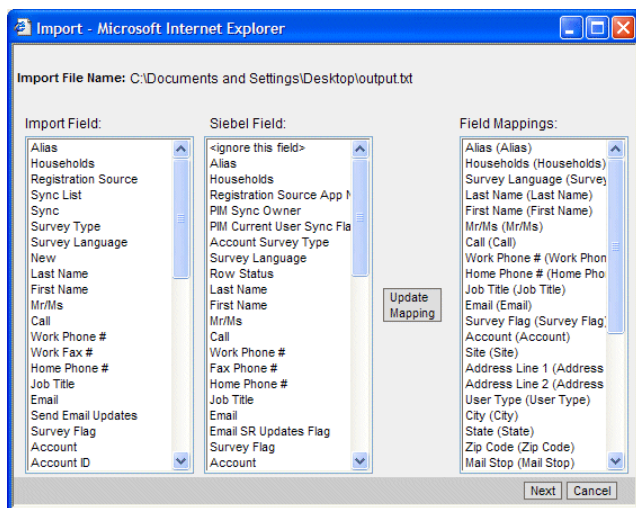 Import - Microsoft Internet Explorer
Import File Name: C:\Documents and Settings\Desktop\output.txt
Import Field:
Alias
Households
Registration Source
Sync List
Sync
Survey Type
Survey Language
New
Last Name
First Name
Mr/Ms
Call
Work Phone #
Work Fax #
Home Phone #
Job Title
Email
Send Email Updates
Survey Flag
Account
Account ID
Siebel Field:
<ignore this field>
Alias
Households
Registration Source App N
PIM Sync Owner
PIM Current User Sync Fla
Account Survey Type
Survey Language
Row Status
Last Name
First Name
Mr/Ms
Call
Work Phone #
Fax Phone #
Home Phone #
Job Title
Email
Email SR Updates Flag
Survey Flag
Account
Update
Mapping
Field Mappings:
Alias (Alias)
Households (Households)
Survey Language (Survey
Last Name (Last Name)
First Name (First Name)
Mr/Ms (Mr/Ms)
Call (Call)
Work Phone # (Work Phon
Home Phone # (Home Pho
Job Title (Job Title)
Email (Email)
Survey Flag (Survey Flag)
Account (Account)
Site (Site)
Address Line 1 (Address
Address Line 2 (Address
User Type (User Type)
City (City)
State (State)
Zip Code (Zip Code)
Mail Stop (Mail Stop)
Next
Cancel